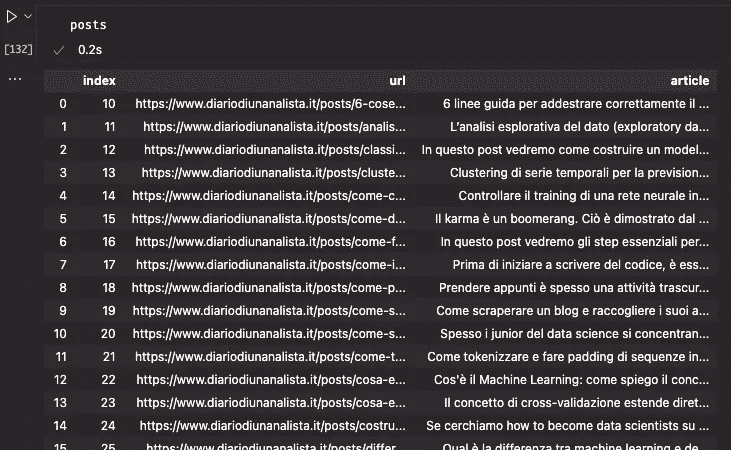 posts
[132] 0.2s
...
index url article
0 10 https://www.diariodiunanalista.it/posts/6-cose... 6 linee guida per addestrare correttamente il ...
1 11 https://www.diariodiunanalista.it/posts/analis... L'analisi esplorativa del dato (exploratory da...
2 12 https://www.diariodiunanalista.it/posts/classi... In questo post vedremo come costruire un model...
3 13 https://www.diariodiunanalista.it/posts/cluste... Clustering di serie temporali per la prevision...
4 14 https://www.diariodiunanalista.it/posts/come-c... Controllare il training di una rete neurale in...
5 15 https://www.diariodiunanalista.it/posts/come-d... Il karma è un boomerang. Ciò è dimostrato dal ...
6 16 https://www.diariodiunanalista.it/posts/come-f... In questo post vedremo gli step essenziali per...
7 17 https://www.diariodiunanalista.it/posts/come-i... Prima di iniziare a scrivere del codice, è ess...
8 18 https://www.diariodiunanalista.it/posts/come-p... Prendere appunti è spesso una attività trascur...
9 19 https://www.diariodiunanalista.it/posts/come-s... Come scraperare un blog e raccogliere i suoi a...
10 20 https://www.diariodiunanalista.it/posts/come-s... Spesso i junior del data science si concentran...
11 21 https://www.diariodiunanalista.it/posts/come-t... Come tokenizzare e fare padding di sequenze in...
12 22 https://www.diariodiunanalista.it/posts/cosa-e... Cos'è il Machine Learning: come spiego il conc...
13 23 https://www.diariodiunanalista.it/posts/cosa-e... Il concetto di cross-validazione estende diret...
14 24 https://www.diariodiunanalista.it/posts/costru... Se cerchiamo how to become data scientists su ...
15 25 https://www.diariodiunanalista.it/posts/differ... Qual è la differenza tra machine learning e de...